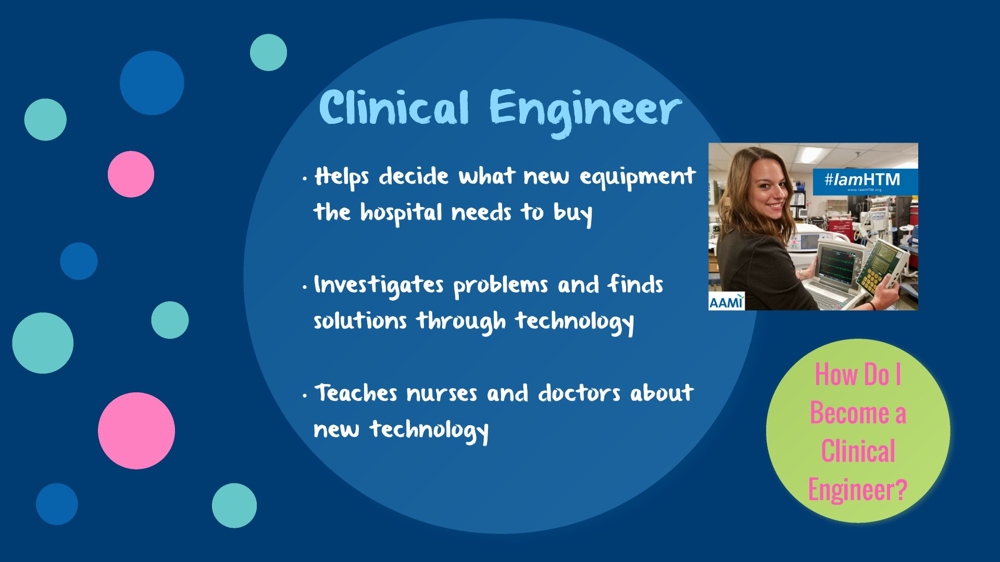 Clinical Engineer
• Helps decide what new equipment
the hospital needs to buy
• Investigates problems and finds
solutions through technology
• Teaches nurses and doctors about
new technology
#IamHTM
www.IamHTM.org
AAMI
How Do I
Become a
Clinical
Engineer?